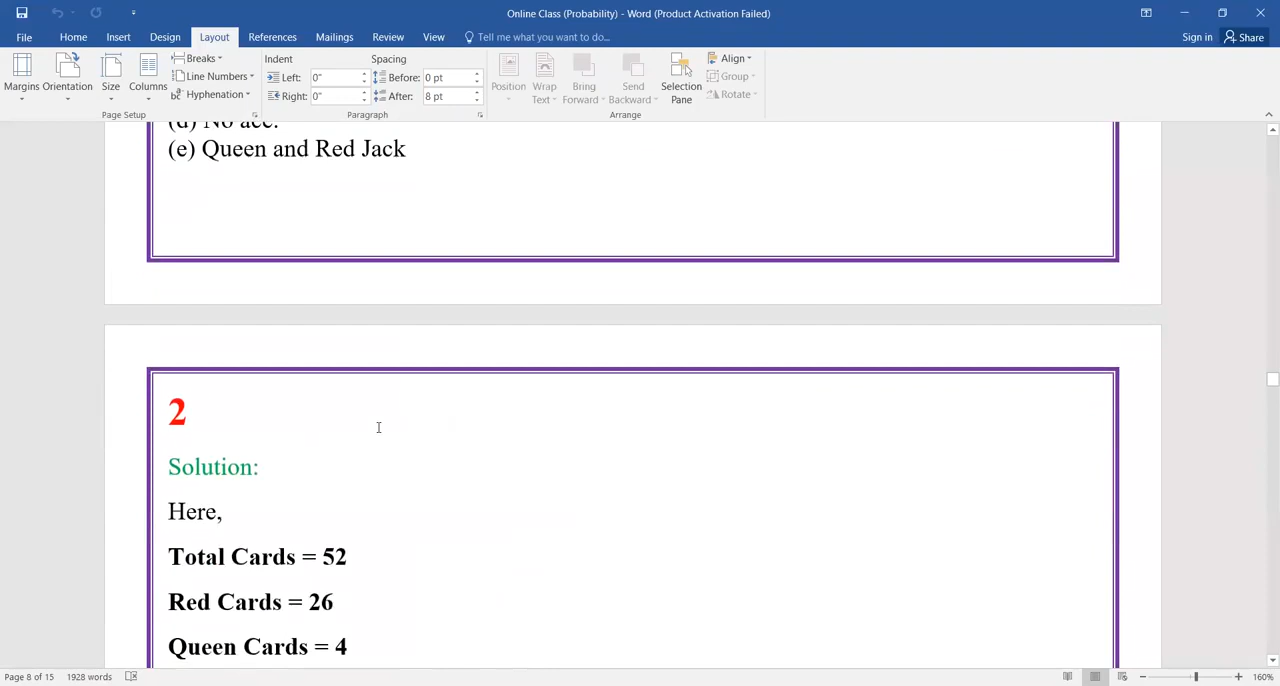 Online Class (Probability) - Word (Product Activation Failed)
File Home Insert Design Layout References Mailings Review View Tell me what you want to do... Sign in Share
Margins Orientation Size Columns
Breaks
Line Numbers
Hyphenation
Page Setup
Indent Spacing
Left: 0" Before: 0 pt
Right: 0" After: 8 pt
Paragraph
Position Wrap Text Bring Forward Send Backward Selection Pane
Align
Group
Rotate
Arrange
(d) No ace.
(e) Queen and Red Jack
2
Solution:
Here,
Total Cards = 52
Red Cards = 26
Queen Cards = 4
Page 8 of 15 1928 words 160%